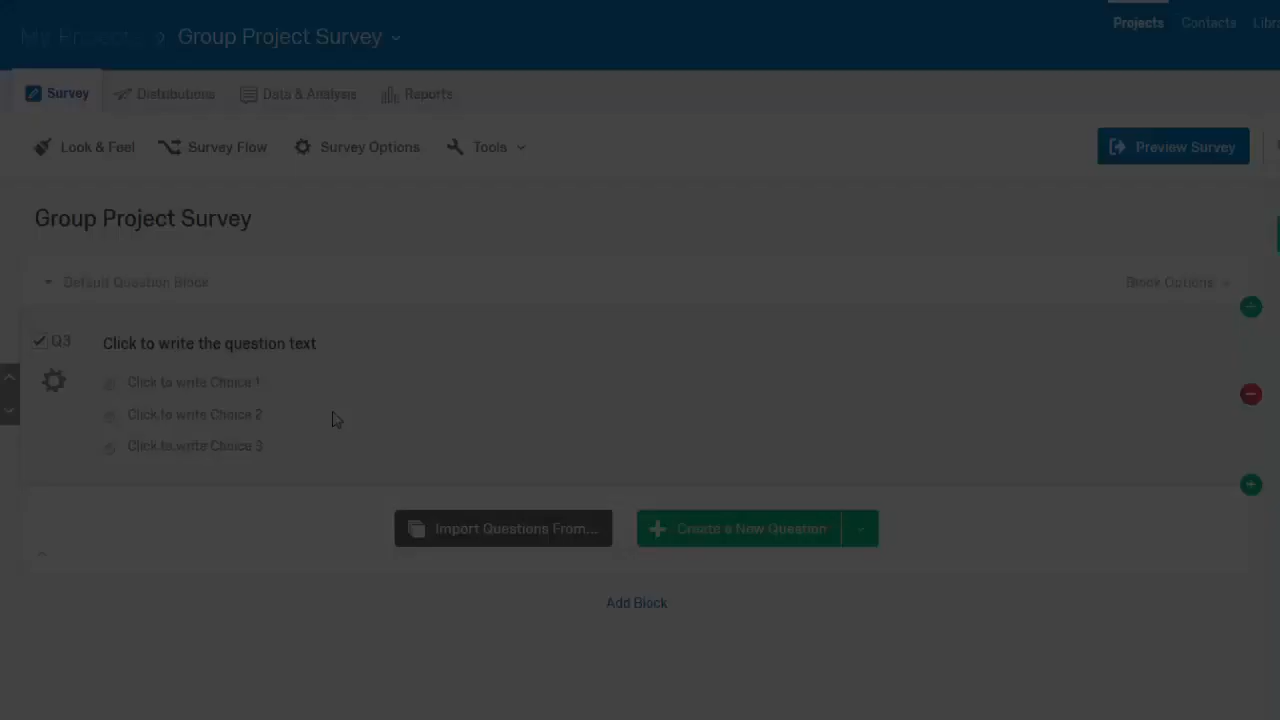 My Projects › Group Project Survey
Projects Contacts
Survey Distributions Data & Analysis Reports
Look & Feel Survey Flow Survey Options Tools Preview Survey
Group Project Survey
Default Question Block Block Options
Q3 Click to write the question text
Click to write Choice 1
Click to write Choice 2
Click to write Choice 3
Import Questions From... Create a New Question
Add Block